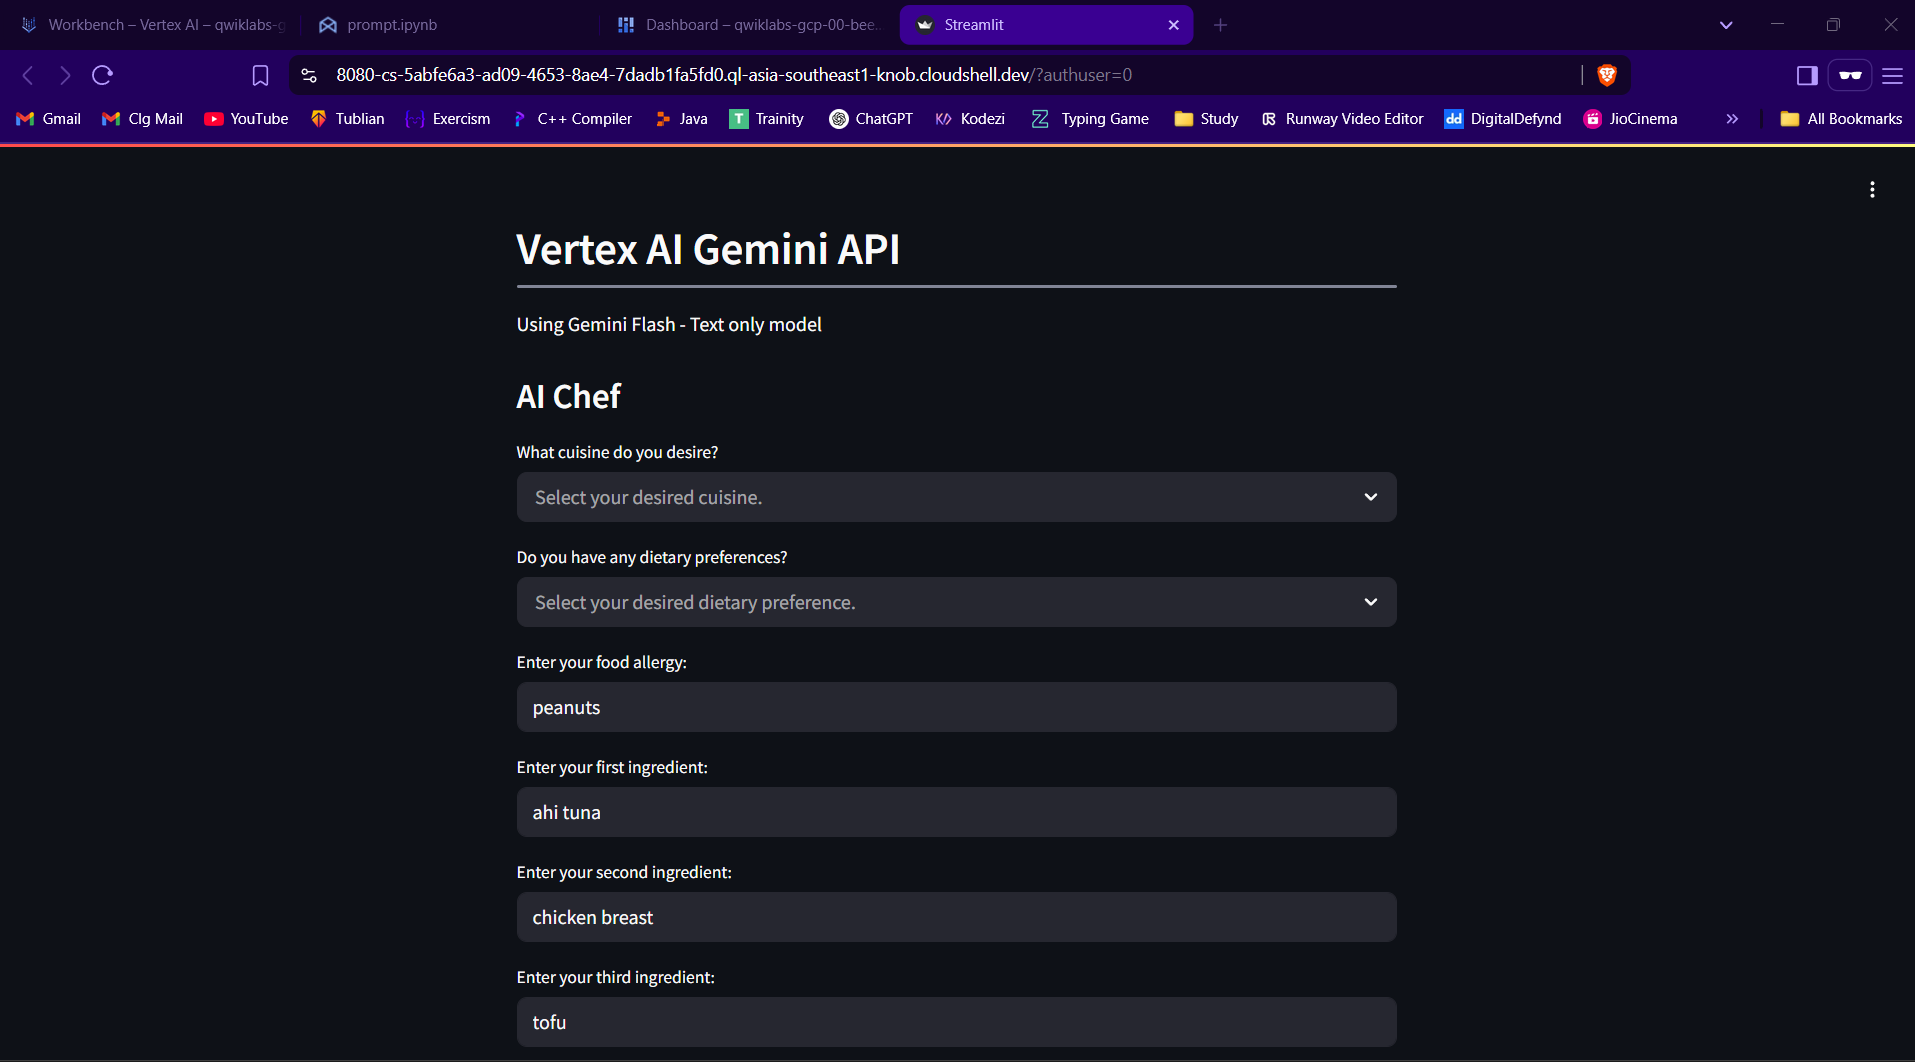 Workbench – Vertex AI – qwiklabs-g
prompt.ipynb
Dashboard – qwiklabs-gcp-00-bee...
Streamlit
8080-cs-5abfe6a3-ad09-4653-8ae4-7dadb1fa5fd0.ql-asia-southeast1-knob.cloudshell.dev/?authuser=0
Gmail
Clg Mail
YouTube
Tublian
Exercism
C++ Compiler
Java
Trainity
ChatGPT
Kodezi
Typing Game
Study
Runway Video Editor
DigitalDefynd
JioCinema
All Bookmarks
Vertex AI Gemini API
Using Gemini Flash - Text only model
AI Chef
What cuisine do you desire?
Select your desired cuisine.
Do you have any dietary preferences?
Select your desired dietary preference.
Enter your food allergy:
peanuts
Enter your first ingredient:
ahi tuna
Enter your second ingredient:
chicken breast
Enter your third ingredient:
tofu